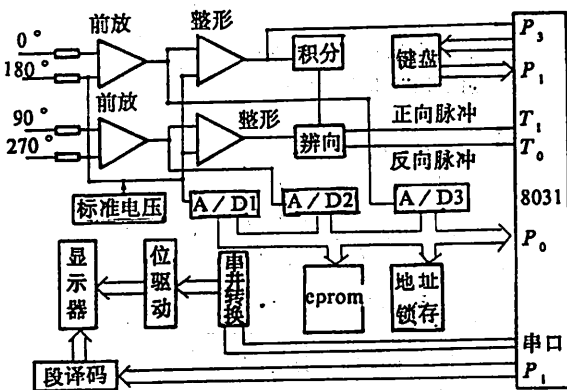 0°
前放
整形
P3
180°
积分
键盘
P1
前放
90°
整形
正向脉冲
T1
270°
辨向
T0
反向脉冲
8031
标准电压
A/D1
A/D2
A/D3
P0
显示器
位驱动
串并转换
eprom
地址锁存
串口
段译码
P1